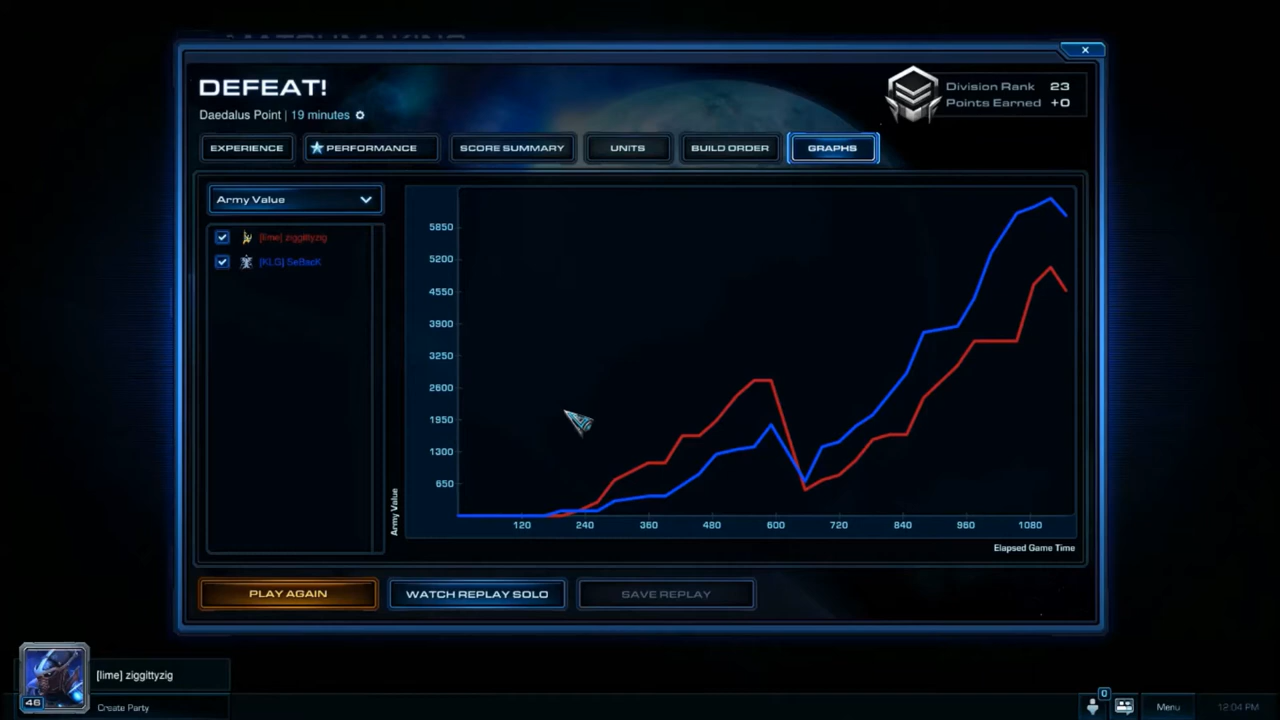 DEFEAT!
Daedalus Point | 19 minutes
Division Rank 23
Points Earned +0
EXPERIENCE
PERFORMANCE
SCORE SUMMARY
UNITS
BUILD ORDER
GRAPHS
Army Value
[lime] ziggittyzig
[KLG] SeBacK
5850
5200
4550
3900
3250
2600
1950
1300
650
Army Value
120 240 360 480 600 720 840 960 1080
Elapsed Game Time
PLAY AGAIN
WATCH REPLAY SOLO
SAVE REPLAY
46
[lime] ziggittyzig
Create Party
0
Menu
12:04 PM